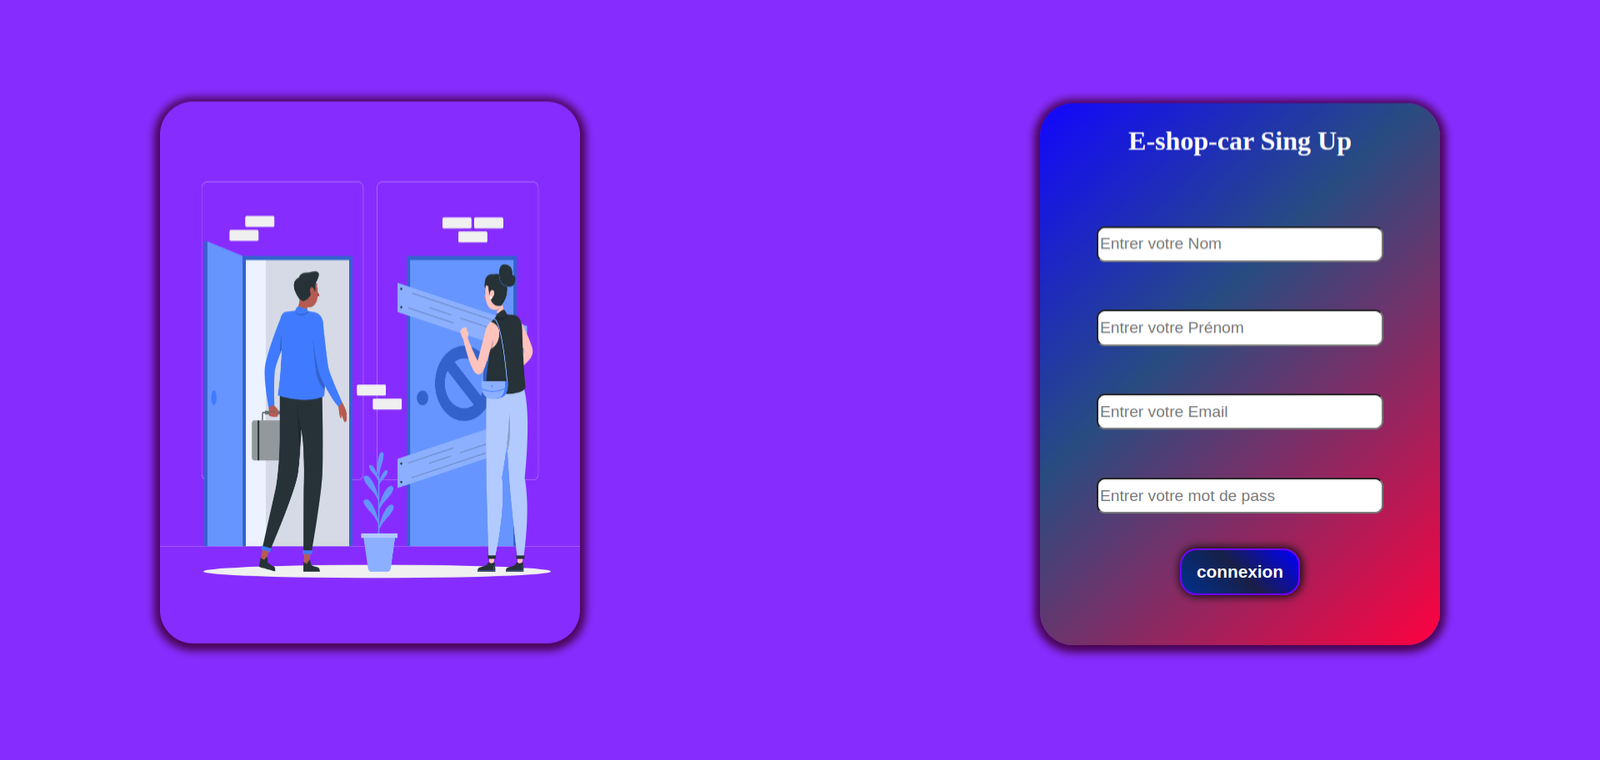 E-shop-car Sing Up
Entrer votre Nom
Entrer votre Prénom
Entrer votre Email
Entrer votre mot de pass
connexion